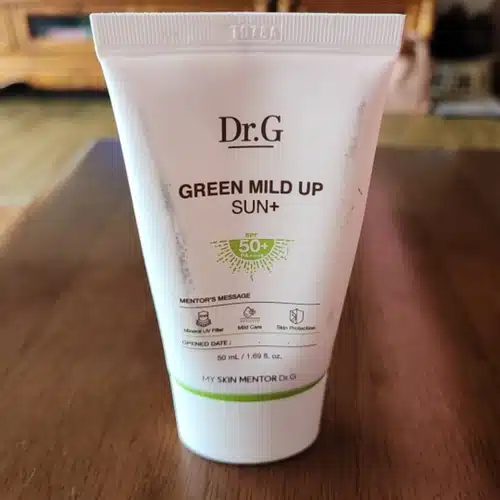 Dr.G
GREEN MILD UP
SUN+
SPF
50+
MENTOR'S MESSAGE
Mineral UV Filter
Mild Care
Skin Protection
OPENED DATE :
50 mL / 1.69 fl. oz.
MY SKIN MENTOR Dr.G